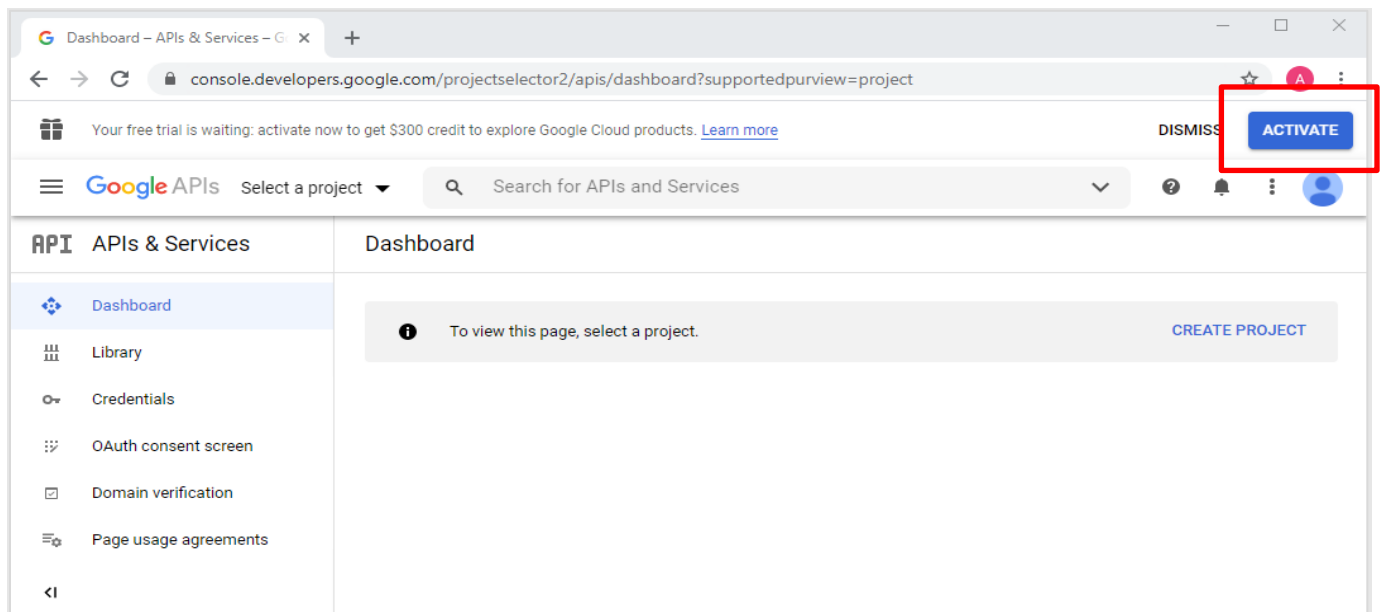 Dashboard – APIs & Services – G
console.developers.google.com/projectselector2/apis/dashboard?supportedpurview=project
A
Your free trial is waiting: activate now to get $300 credit to explore Google Cloud products. Learn more
DISMISS
ACTIVATE
Google APIs
Select a project
Search for APIs and Services
API APIs & Services
Dashboard
Dashboard
To view this page, select a project.
CREATE PROJECT
Library
Credentials
OAuth consent screen
Domain verification
Page usage agreements